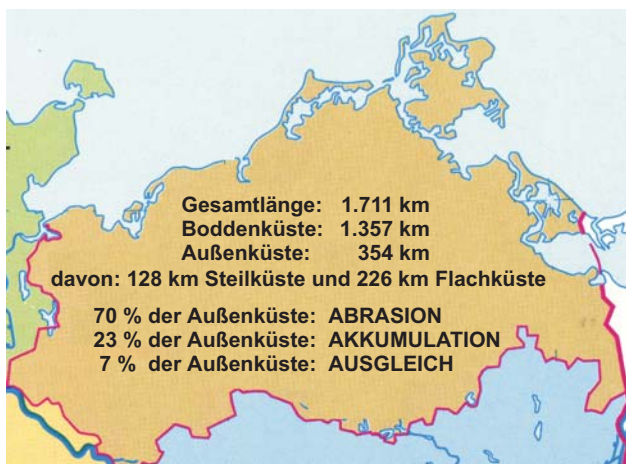 Gesamtlänge: 1.711 km
Boddenküste: 1.357 km
Außenküste: 354 km
davon: 128 km Steilküste und 226 km Flachküste
70 % der Außenküste: ABRASION
23 % der Außenküste: AKKUMULATION
7 % der Außenküste: AUSGLEICH